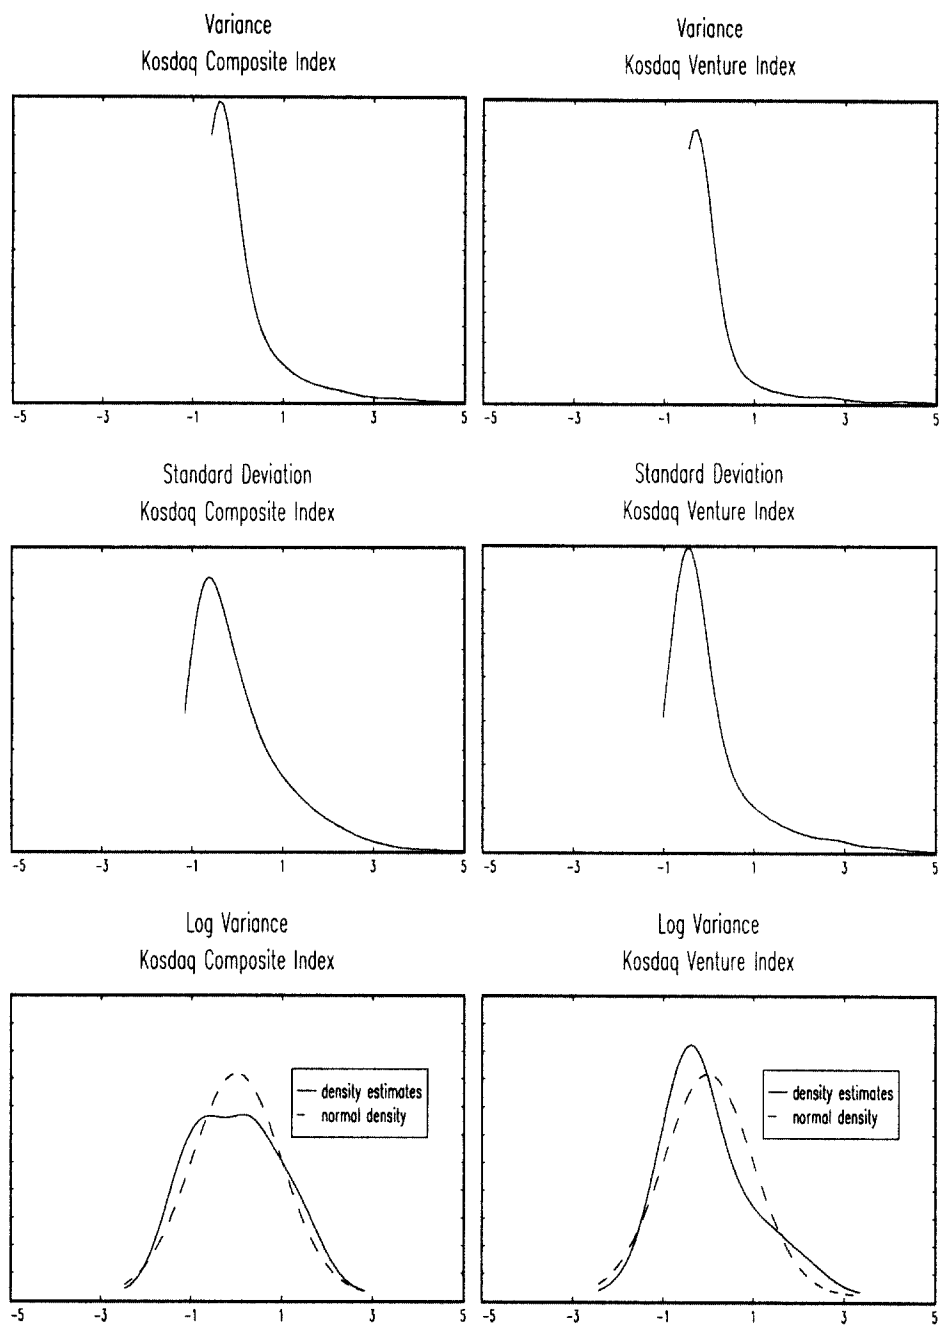 Variance
Kosdaq Composite Index
-5 -3 -1 1 3 5
Variance
Kosdaq Venture Index
-5 -3 -1 1 3 5
Standard Deviation
Kosdaq Composite Index
-5 -3 -1 1 3 5
Standard Deviation
Kosdaq Venture Index
-5 -3 -1 1 3 5
Log Variance
Kosdaq Composite Index
density estimates
normal density
-5 -3 -1 1 3 5
Log Variance
Kosdaq Venture Index
density estimates
normal density
-5 -3 -1 1 3 5